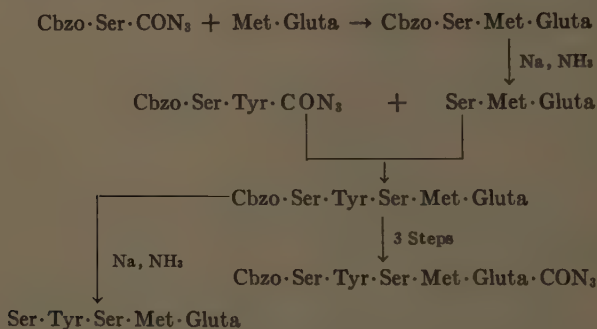 Cbzo·Ser·CON₃ + Met·Gluta → Cbzo·Ser·Met·Gluta
Na, NH₃
Cbzo·Ser·Tyr·CON₃ + Ser·Met·Gluta
Cbzo·Ser·Tyr·Ser·Met·Gluta
3 Steps
Na, NH₃
Cbzo·Ser·Tyr·Ser·Met·Gluta·CON₃
Ser·Tyr·Ser·Met·Gluta